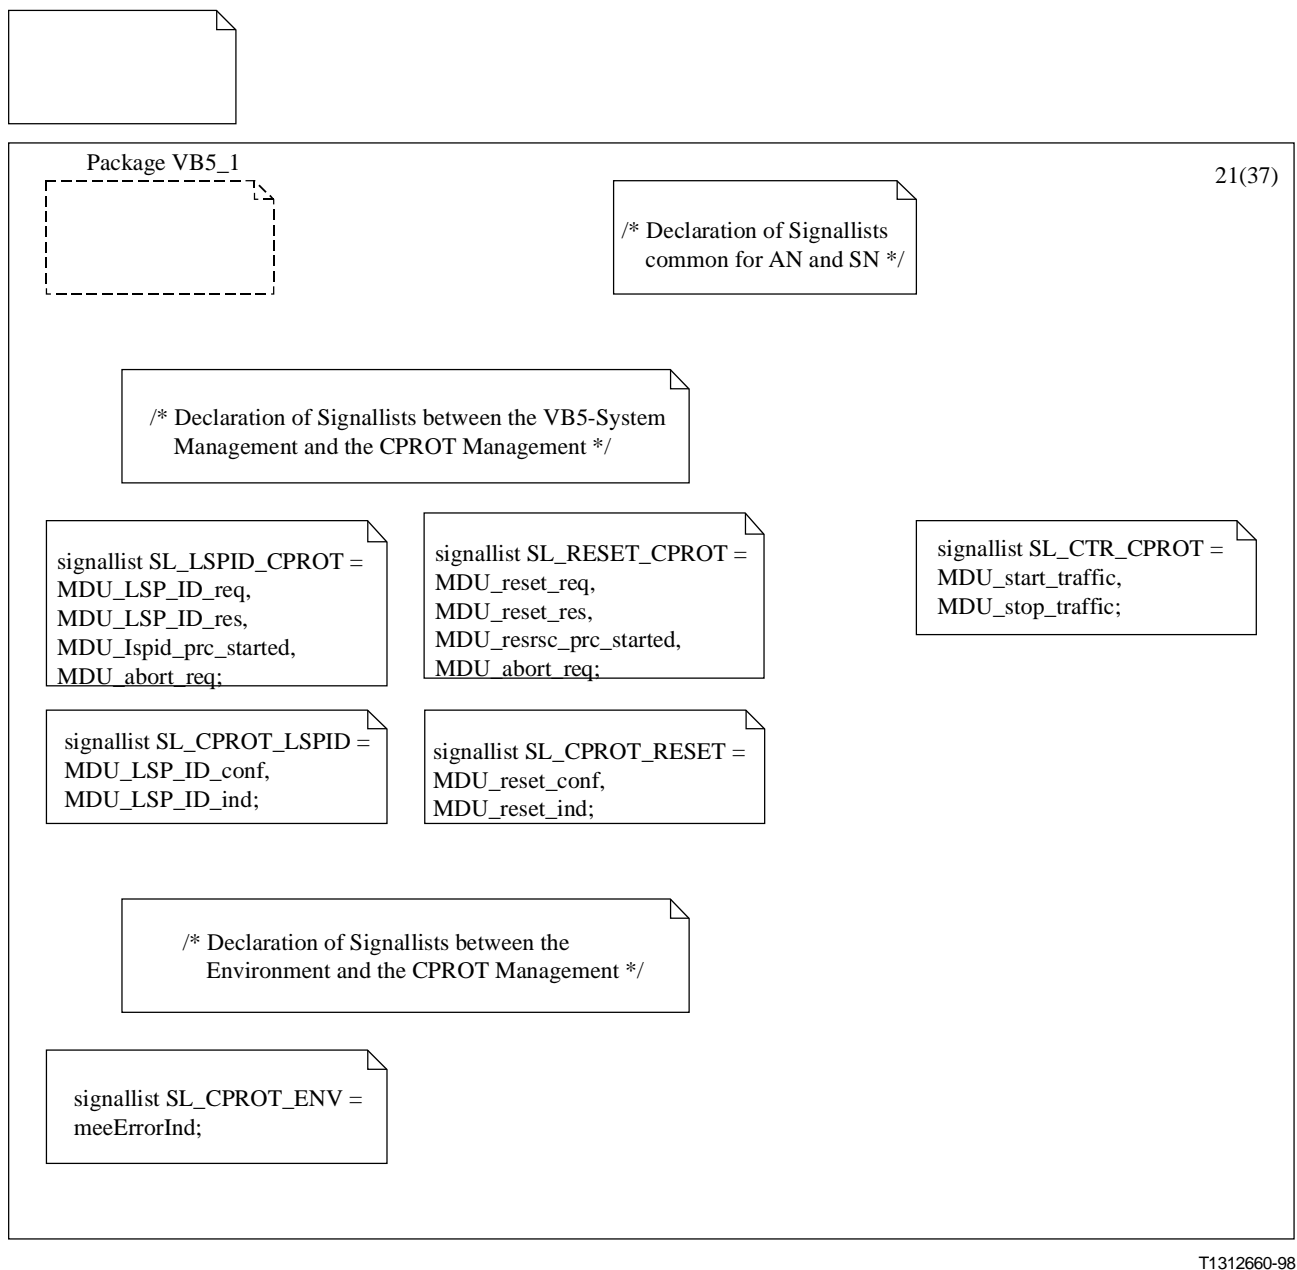 Package VB5_1
21(37)
/* Declaration of Signallists
common for AN and SN */
/* Declaration of Signallists between the VB5-System
Management and the CPROT Management */
signallist SL_LSPID_CPROT =
MDU_LSP_ID_req,
MDU_LSP_ID_res,
MDU_Ispid_prc_started,
MDU_abort_req;
signallist SL_RESET_CPROT =
MDU_reset_req,
MDU_reset_res,
MDU_resrsc_prc_started,
MDU_abort_req;
signallist SL_CTR_CPROT =
MDU_start_traffic,
MDU_stop_traffic;
signallist SL_CPROT_LSPID =
MDU_LSP_ID_conf,
MDU_LSP_ID_ind;
signallist SL_CPROT_RESET =
MDU_reset_conf,
MDU_reset_ind;
/* Declaration of Signallists between the
Environment and the CPROT Management */
signallist SL_CPROT_ENV =
meeErrorInd;
T1312660-98